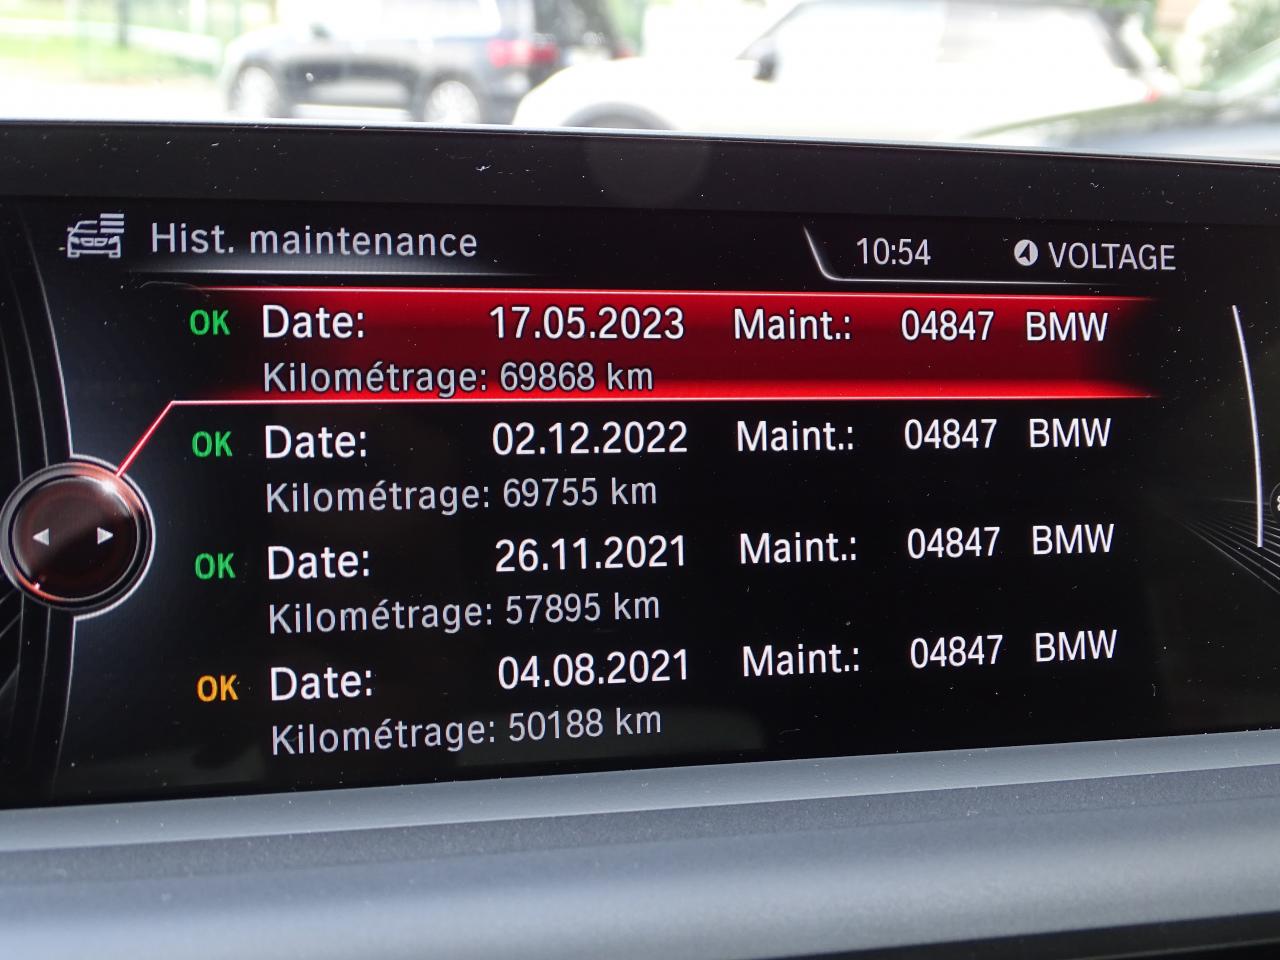 Hist. maintenance 10:54 VOLTAGE
OK Date: 17.05.2023 Maint.: 04847 BMW
Kilométrage: 69868 km
OK Date: 02.12.2022 Maint.: 04847 BMW
Kilométrage: 69755 km
OK Date: 26.11.2021 Maint.: 04847 BMW
Kilométrage: 57895 km
OK Date: 04.08.2021 Maint.: 04847 BMW
Kilométrage: 50188 km